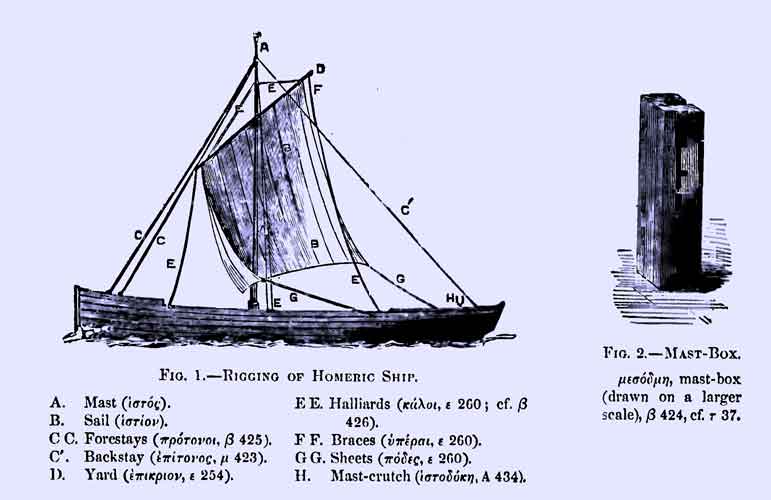 A
D
E
F
F
B
C'
C
C
B
E
E
G
G
E
H
Fig. 1.—Rigging of Homeric Ship.
A. Mast (ἱστός).
B. Sail (ἱστίον).
C C. Forestays (πρότονοι, β 425).
C'. Backstay (ἐπίτονος, μ 423).
D. Yard (ἐπίκριον, ε 254).
E E. Halliards (κάλοι, ε 260; cf. β
426).
F F. Braces (ὑπέραι, ε 260).
G G. Sheets (πόδες, ε 260).
H. Mast-crutch (ἱστοδόκη, A 434).
Fig. 2.—Mast-Box.
μεσόδμη, mast-box
(drawn on a larger
scale), β 424, cf. τ 37.